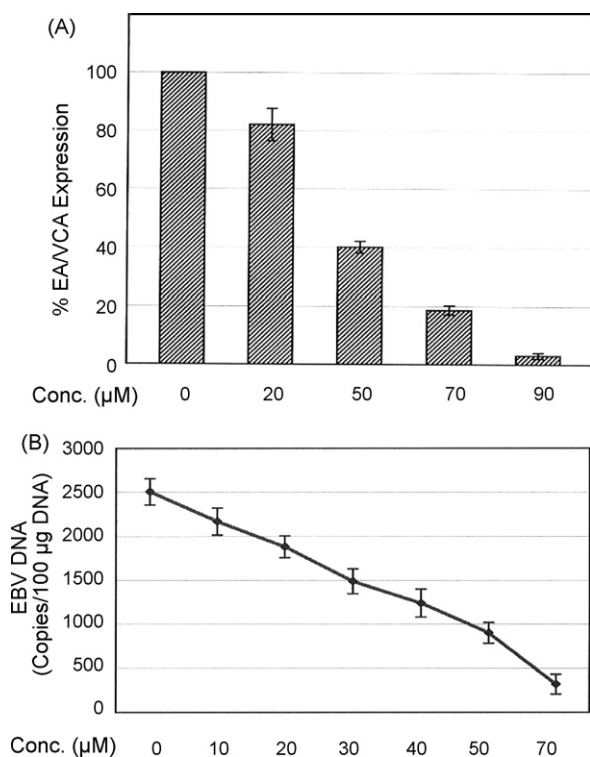 (A)
% EA/VCA Expression
100
80
60
40
20
0
Conc. (µM) 0 20 50 70 90
(B)
EBV DNA
(Copies/100 µg DNA)
3000
2500
2000
1500
1000
500
0
Conc. (µM) 0 10 20 30 40 50 70